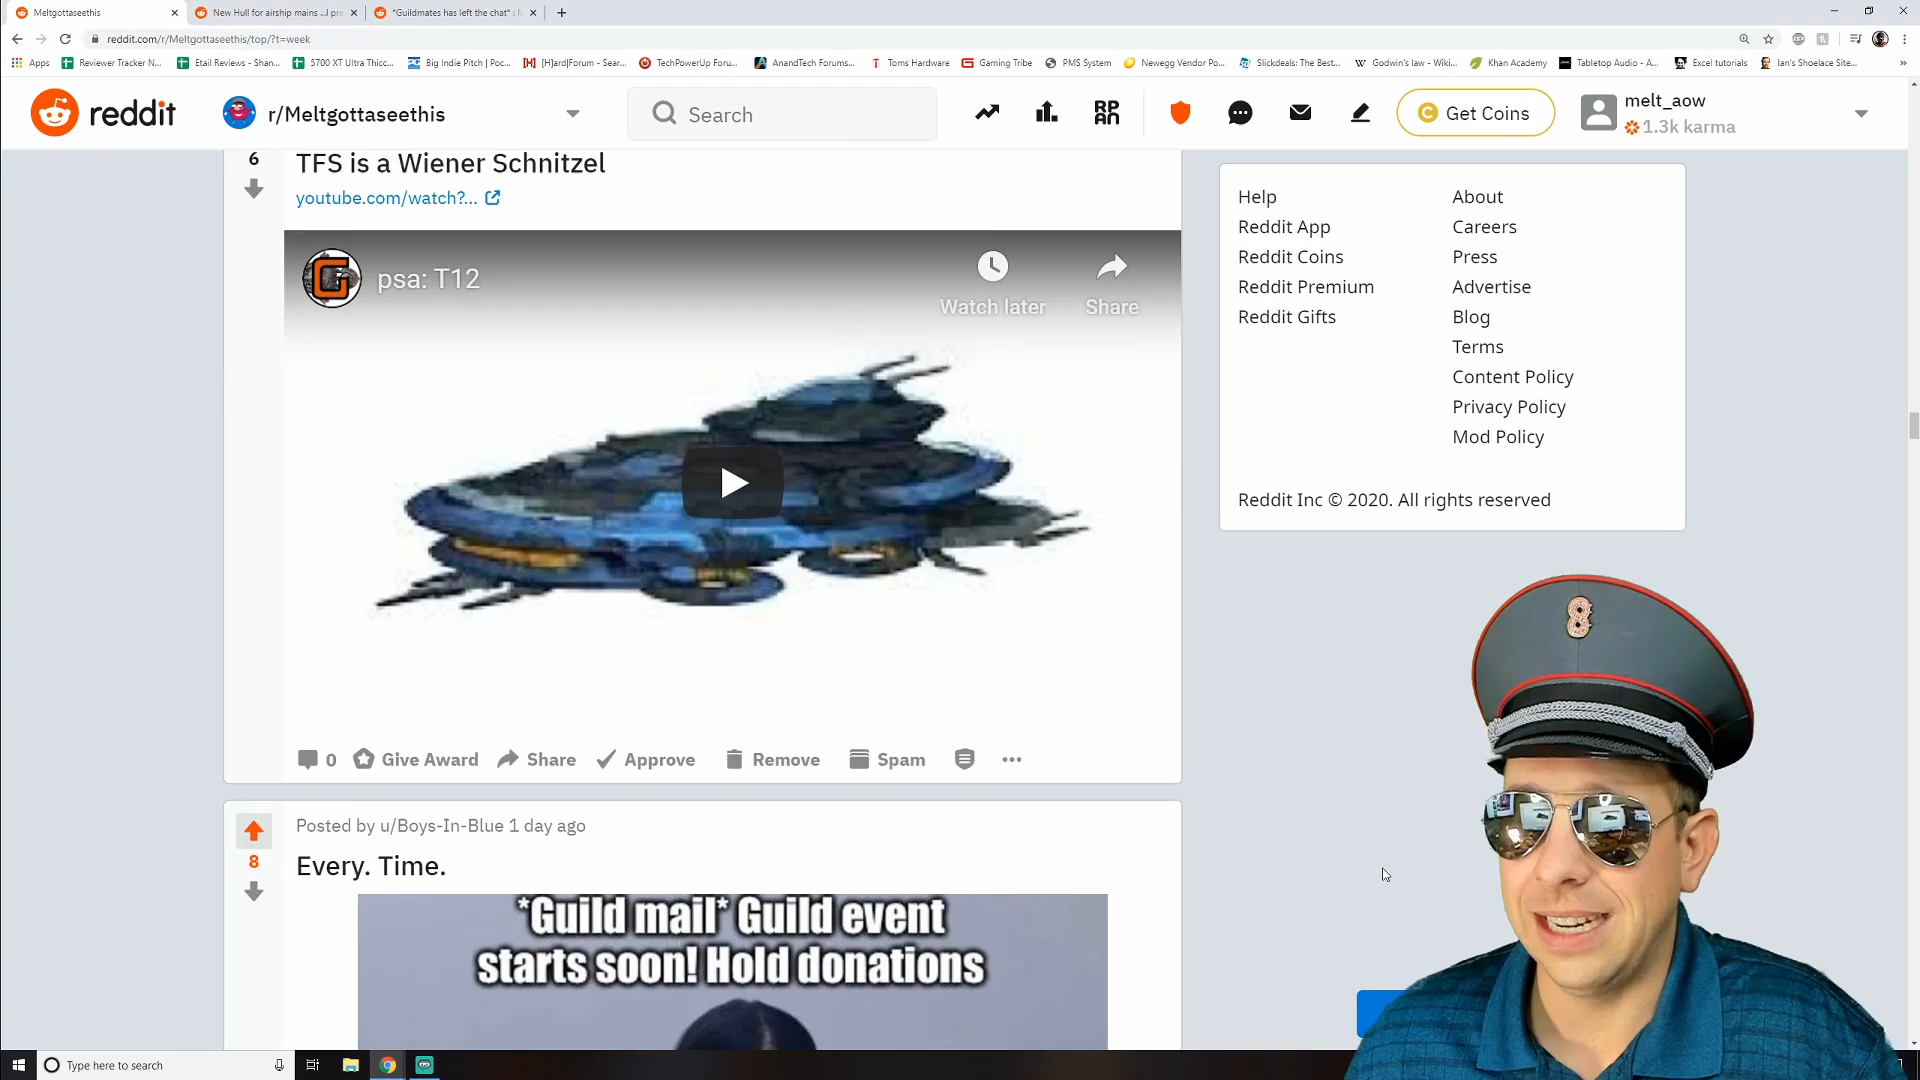 Meltgottaseethis
New Hull for airship mains ...I pre
*Guildmates has left the chat* : M
reddit.com/r/Meltgottaseethis/top/?t=week
Apps
Reviewer Tracker N...
Etail Reviews - Shan...
5700 XT Ultra Thicc...
Big Indie Pitch | Poc...
[H]ard|Forum - Sear...
TechPowerUp Foru...
AnandTech Forums...
Toms Hardware
Gaming Tribe
PMS System
Newegg Vendor Po...
Slickdeals: The Best...
Godwin's law - Wiki...
Khan Academy
Tabletop Audio - A...
Excel tutorials
Ian's Shoelace Site...
reddit
r/Meltgottaseethis
Search
Get Coins
melt_aow
1.3k karma
6
TFS is a Wiener Schnitzel
youtube.com/watch?...
psa: T12
Watch later
Share
0
Give Award
Share
Approve
Remove
Spam
8
Posted by u/Boys-In-Blue 1 day ago
Every. Time.
*Guild mail* Guild event
starts soon! Hold donations
Help
Reddit App
Reddit Coins
Reddit Premium
Reddit Gifts
About
Careers
Press
Advertise
Blog
Terms
Content Policy
Privacy Policy
Mod Policy
Reddit Inc © 2020. All rights reserved
8
Type here to search